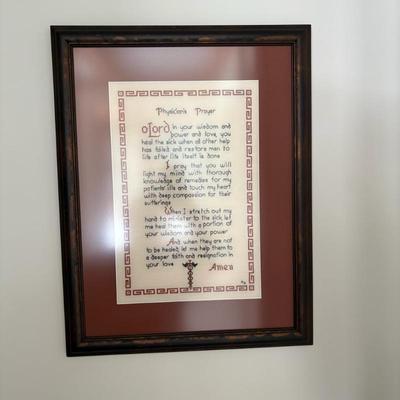 Physician's Prayer
O Lord in your wisdom and
power and love, you
heal the sick when all other help
has failed and restore men to
life after life itself is done
I pray that you will
light my mind with thorough
knowledge of remedies for my
patients' ills and touch my heart
with deep compassion for their
sufferings
When I stretch out my
hand to minister to the sick, let
me heal them with a portion of
your wisdom and your power
And when they are not
to be healed, let me help them to
a deeper faith and resignation in
your love Amen